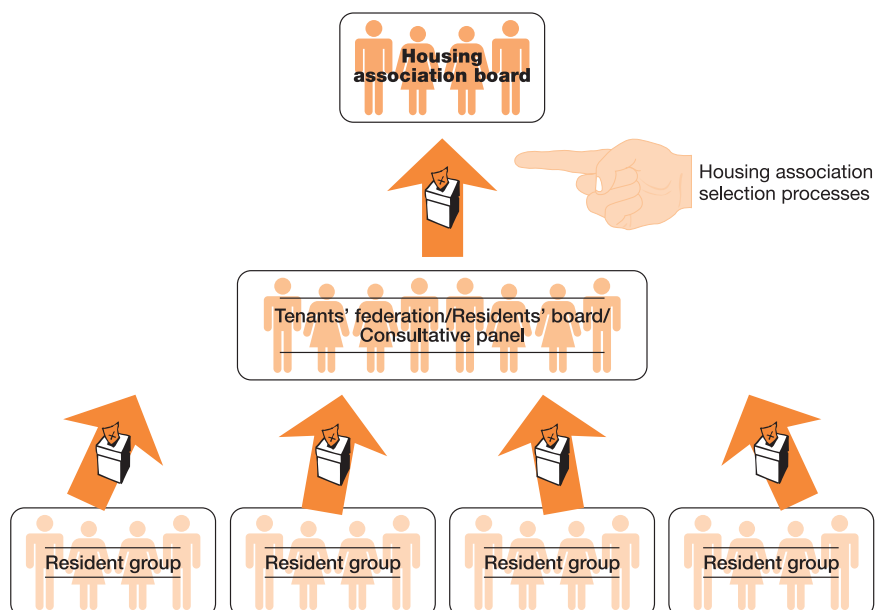 Housing
association board
Housing association
selection processes
Tenants' federation/Residents' board/
Consultative panel
Resident group
Resident group
Resident group
Resident group